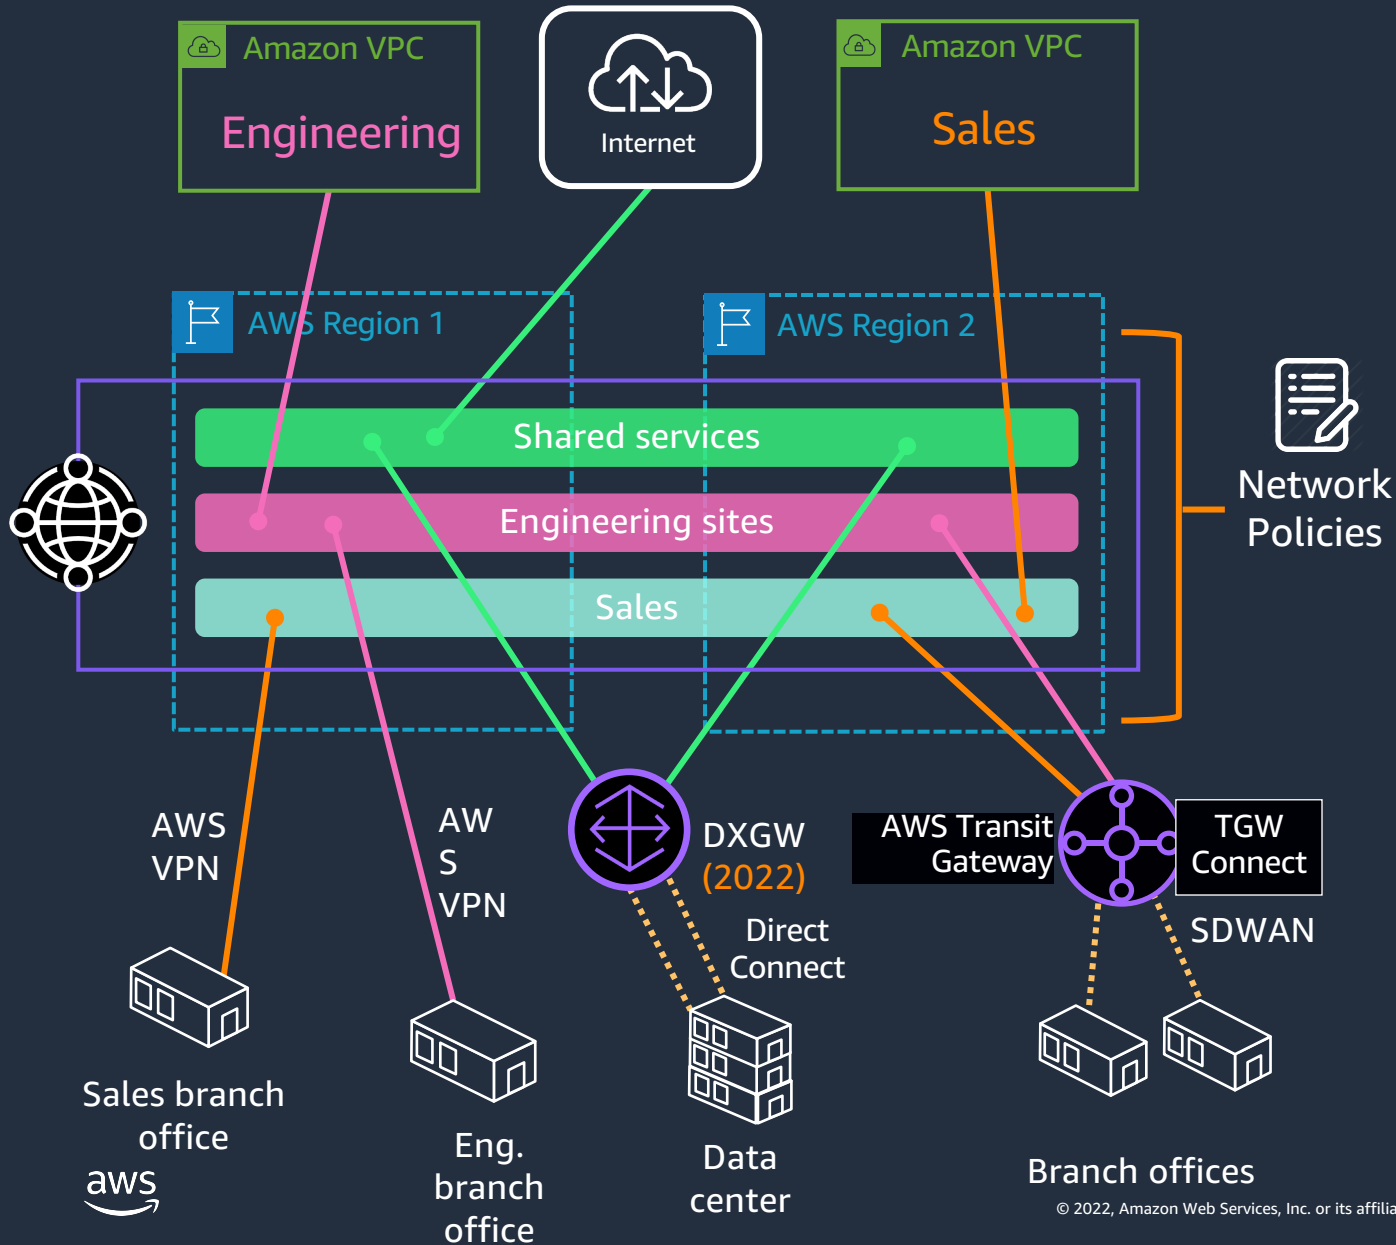 Amazon VPC
Engineering
Internet
Amazon VPC
Sales
AWS Region 1
AWS Region 2
Shared services
Engineering sites
Sales
Network
Policies
AWS
VPN
AW
S
VPN
DXGW
(2022)
Direct
Connect
AWS Transit
Gateway
TGW
Connect
SDWAN
Sales branch
office
Eng.
branch
office
Data
center
Branch offices
aws
© 2022, Amazon Web Services, Inc. or its affilia